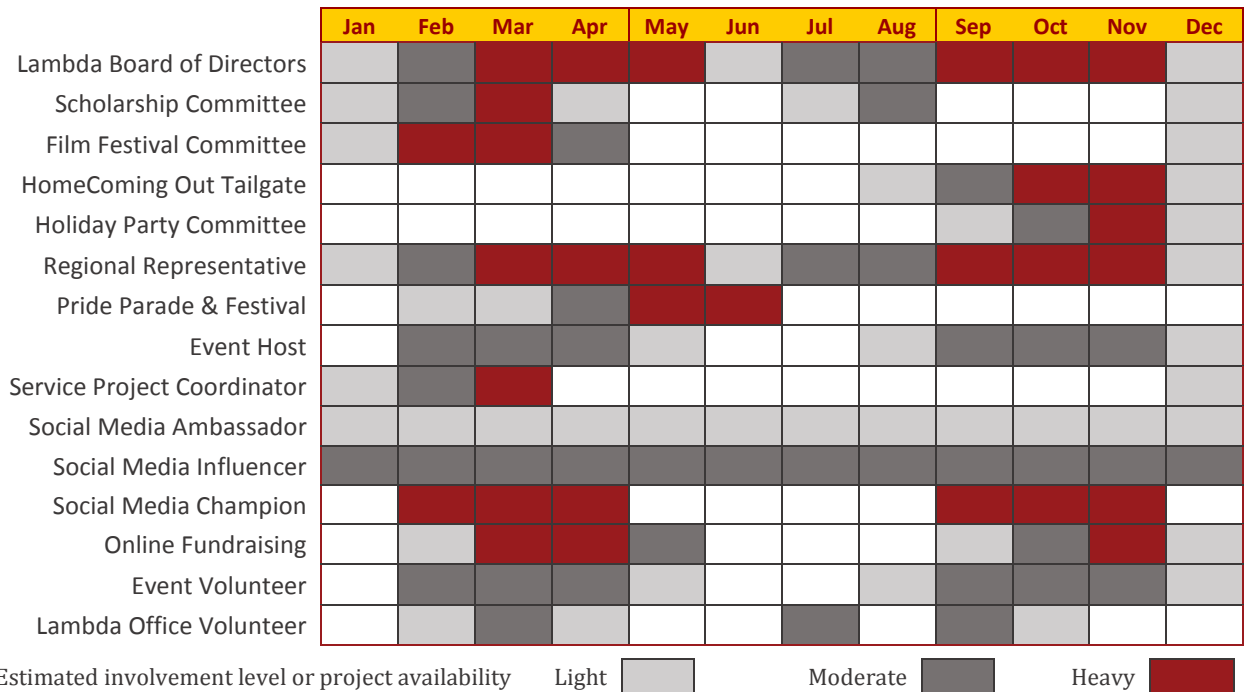 Jan Feb Mar Apr May Jun Jul Aug Sep Oct Nov Dec
Lambda Board of Directors
Scholarship Committee
Film Festival Committee
HomeComing Out Tailgate
Holiday Party Committee
Regional Representative
Pride Parade & Festival
Event Host
Service Project Coordinator
Social Media Ambassador
Social Media Influencer
Social Media Champion
Online Fundraising
Event Volunteer
Lambda Office Volunteer
Estimated involvement level or project availability Light Moderate Heavy